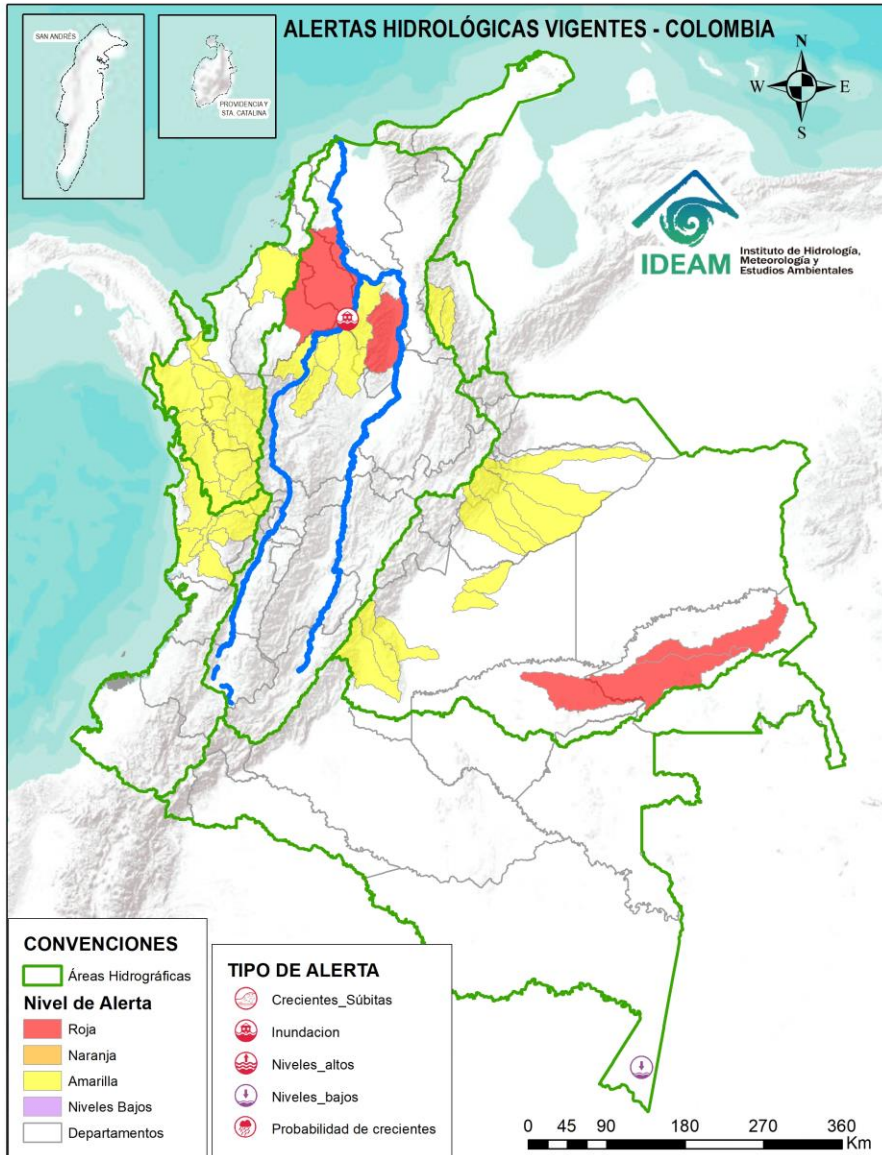 ALERTAS HIDROLÓGICAS VIGENTES - COLOMBIA
SAN ANDRÉS
PROVIDENCIA Y
STA. CATALINA
N
W
E
S
IDEAM
Instituto de Hidrología,
Meteorología y
Estudios Ambientales
CONVENCIONES
Áreas Hidrográficas
Nivel de Alerta
Roja
Naranja
Amarilla
Niveles Bajos
Departamentos
TIPO DE ALERTA
Crecientes_Súbitas
Inundacion
Niveles_altos
Niveles_bajos
Probabilidad de crecientes
0 45 90 180 270 360
Km